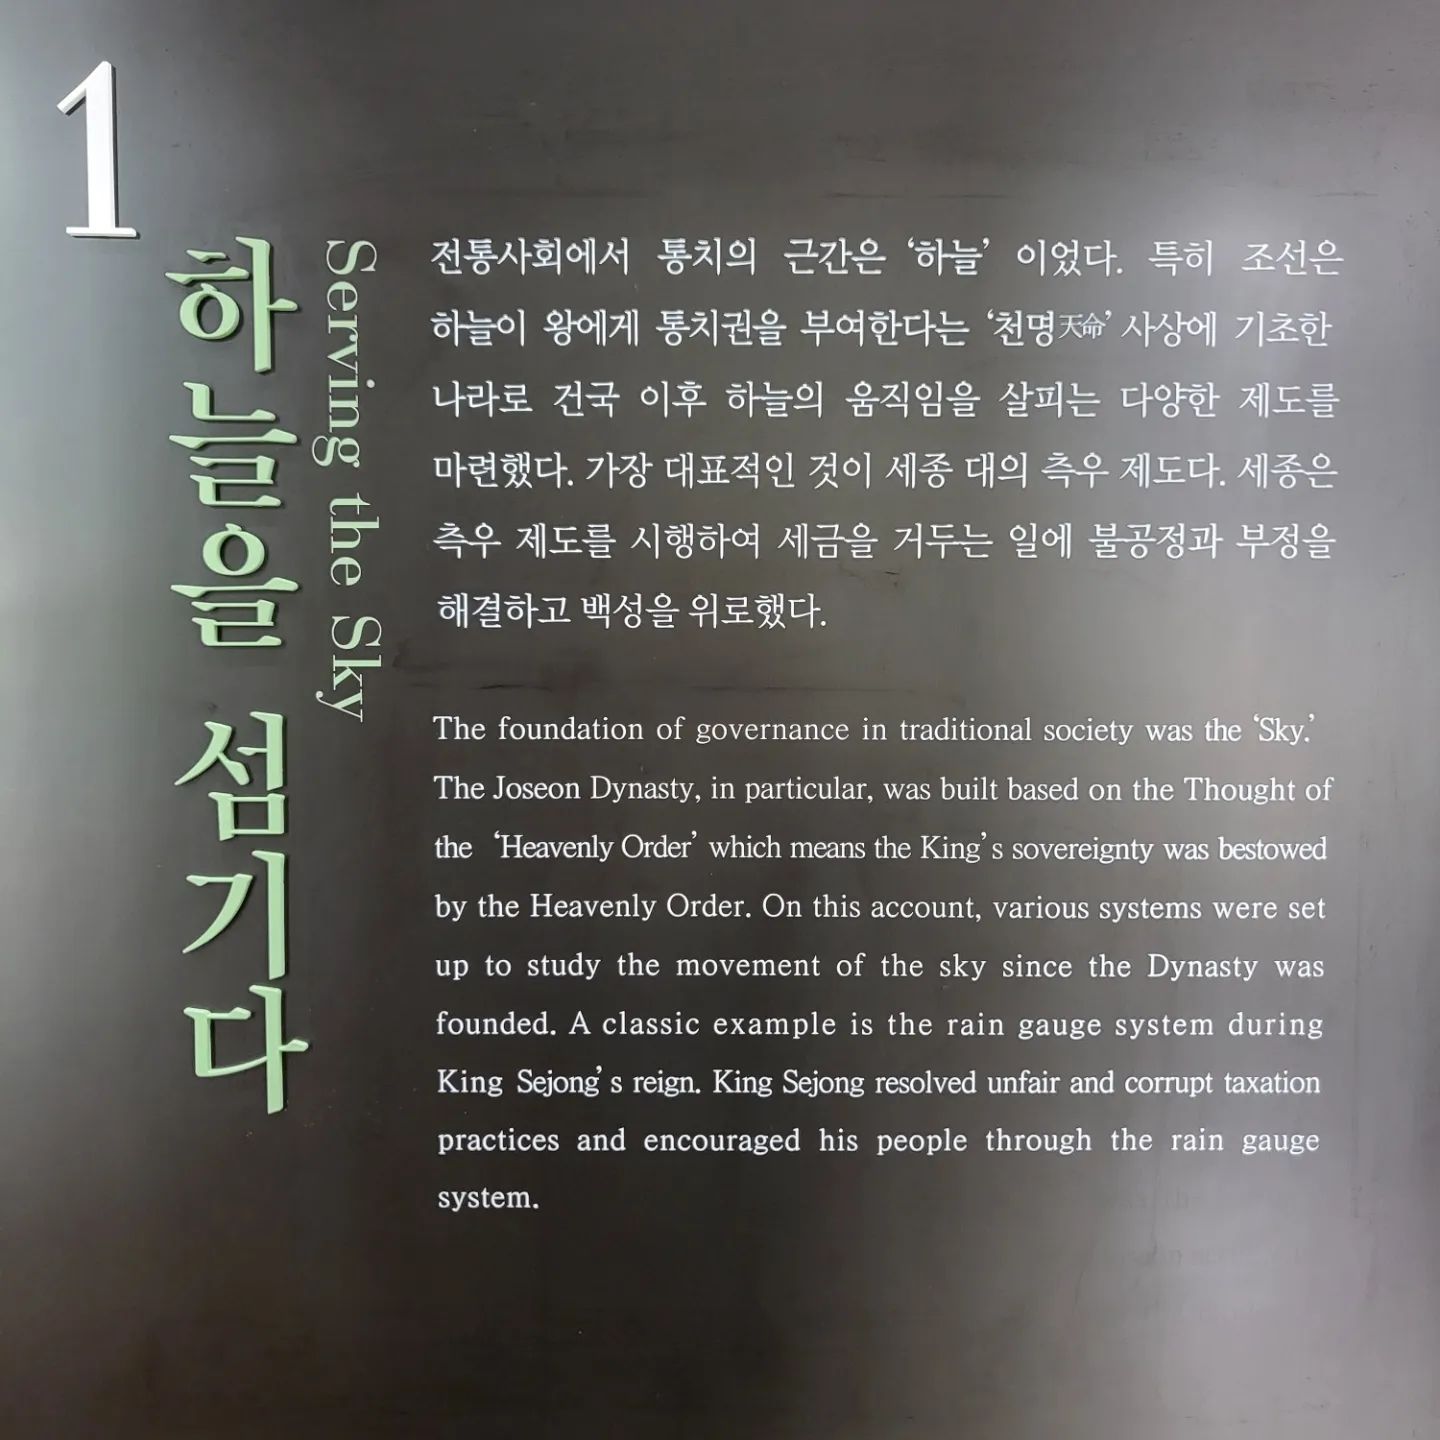 1
하늘을 섬기다
Serving the Sky
전통사회에서 통치의 근간은 ‘하늘’ 이었다. 특히 조선은
하늘이 왕에게 통치권을 부여한다는 ‘천명天命’ 사상에 기초한
나라로 건국 이후 하늘의 움직임을 살피는 다양한 제도를
마련했다. 가장 대표적인 것이 세종 대의 측우 제도다. 세종은
측우 제도를 시행하여 세금을 거두는 일에 불공정과 부정을
해결하고 백성을 위로했다.
The foundation of governance in traditional society was the ‘Sky.’
The Joseon Dynasty, in particular, was built based on the Thought of
the ‘Heavenly Order’ which means the King’s sovereignty was bestowed
by the Heavenly Order. On this account, various systems were set
up to study the movement of the sky since the Dynasty was
founded. A classic example is the rain gauge system during
King Sejong’s reign. King Sejong resolved unfair and corrupt taxation
practices and encouraged his people through the rain gauge
system.